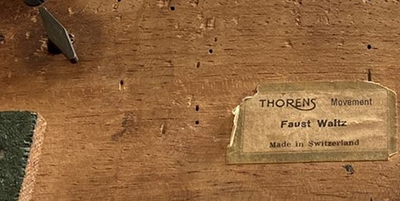 THORENS Movement
Faust Waltz
Made in Switzerland